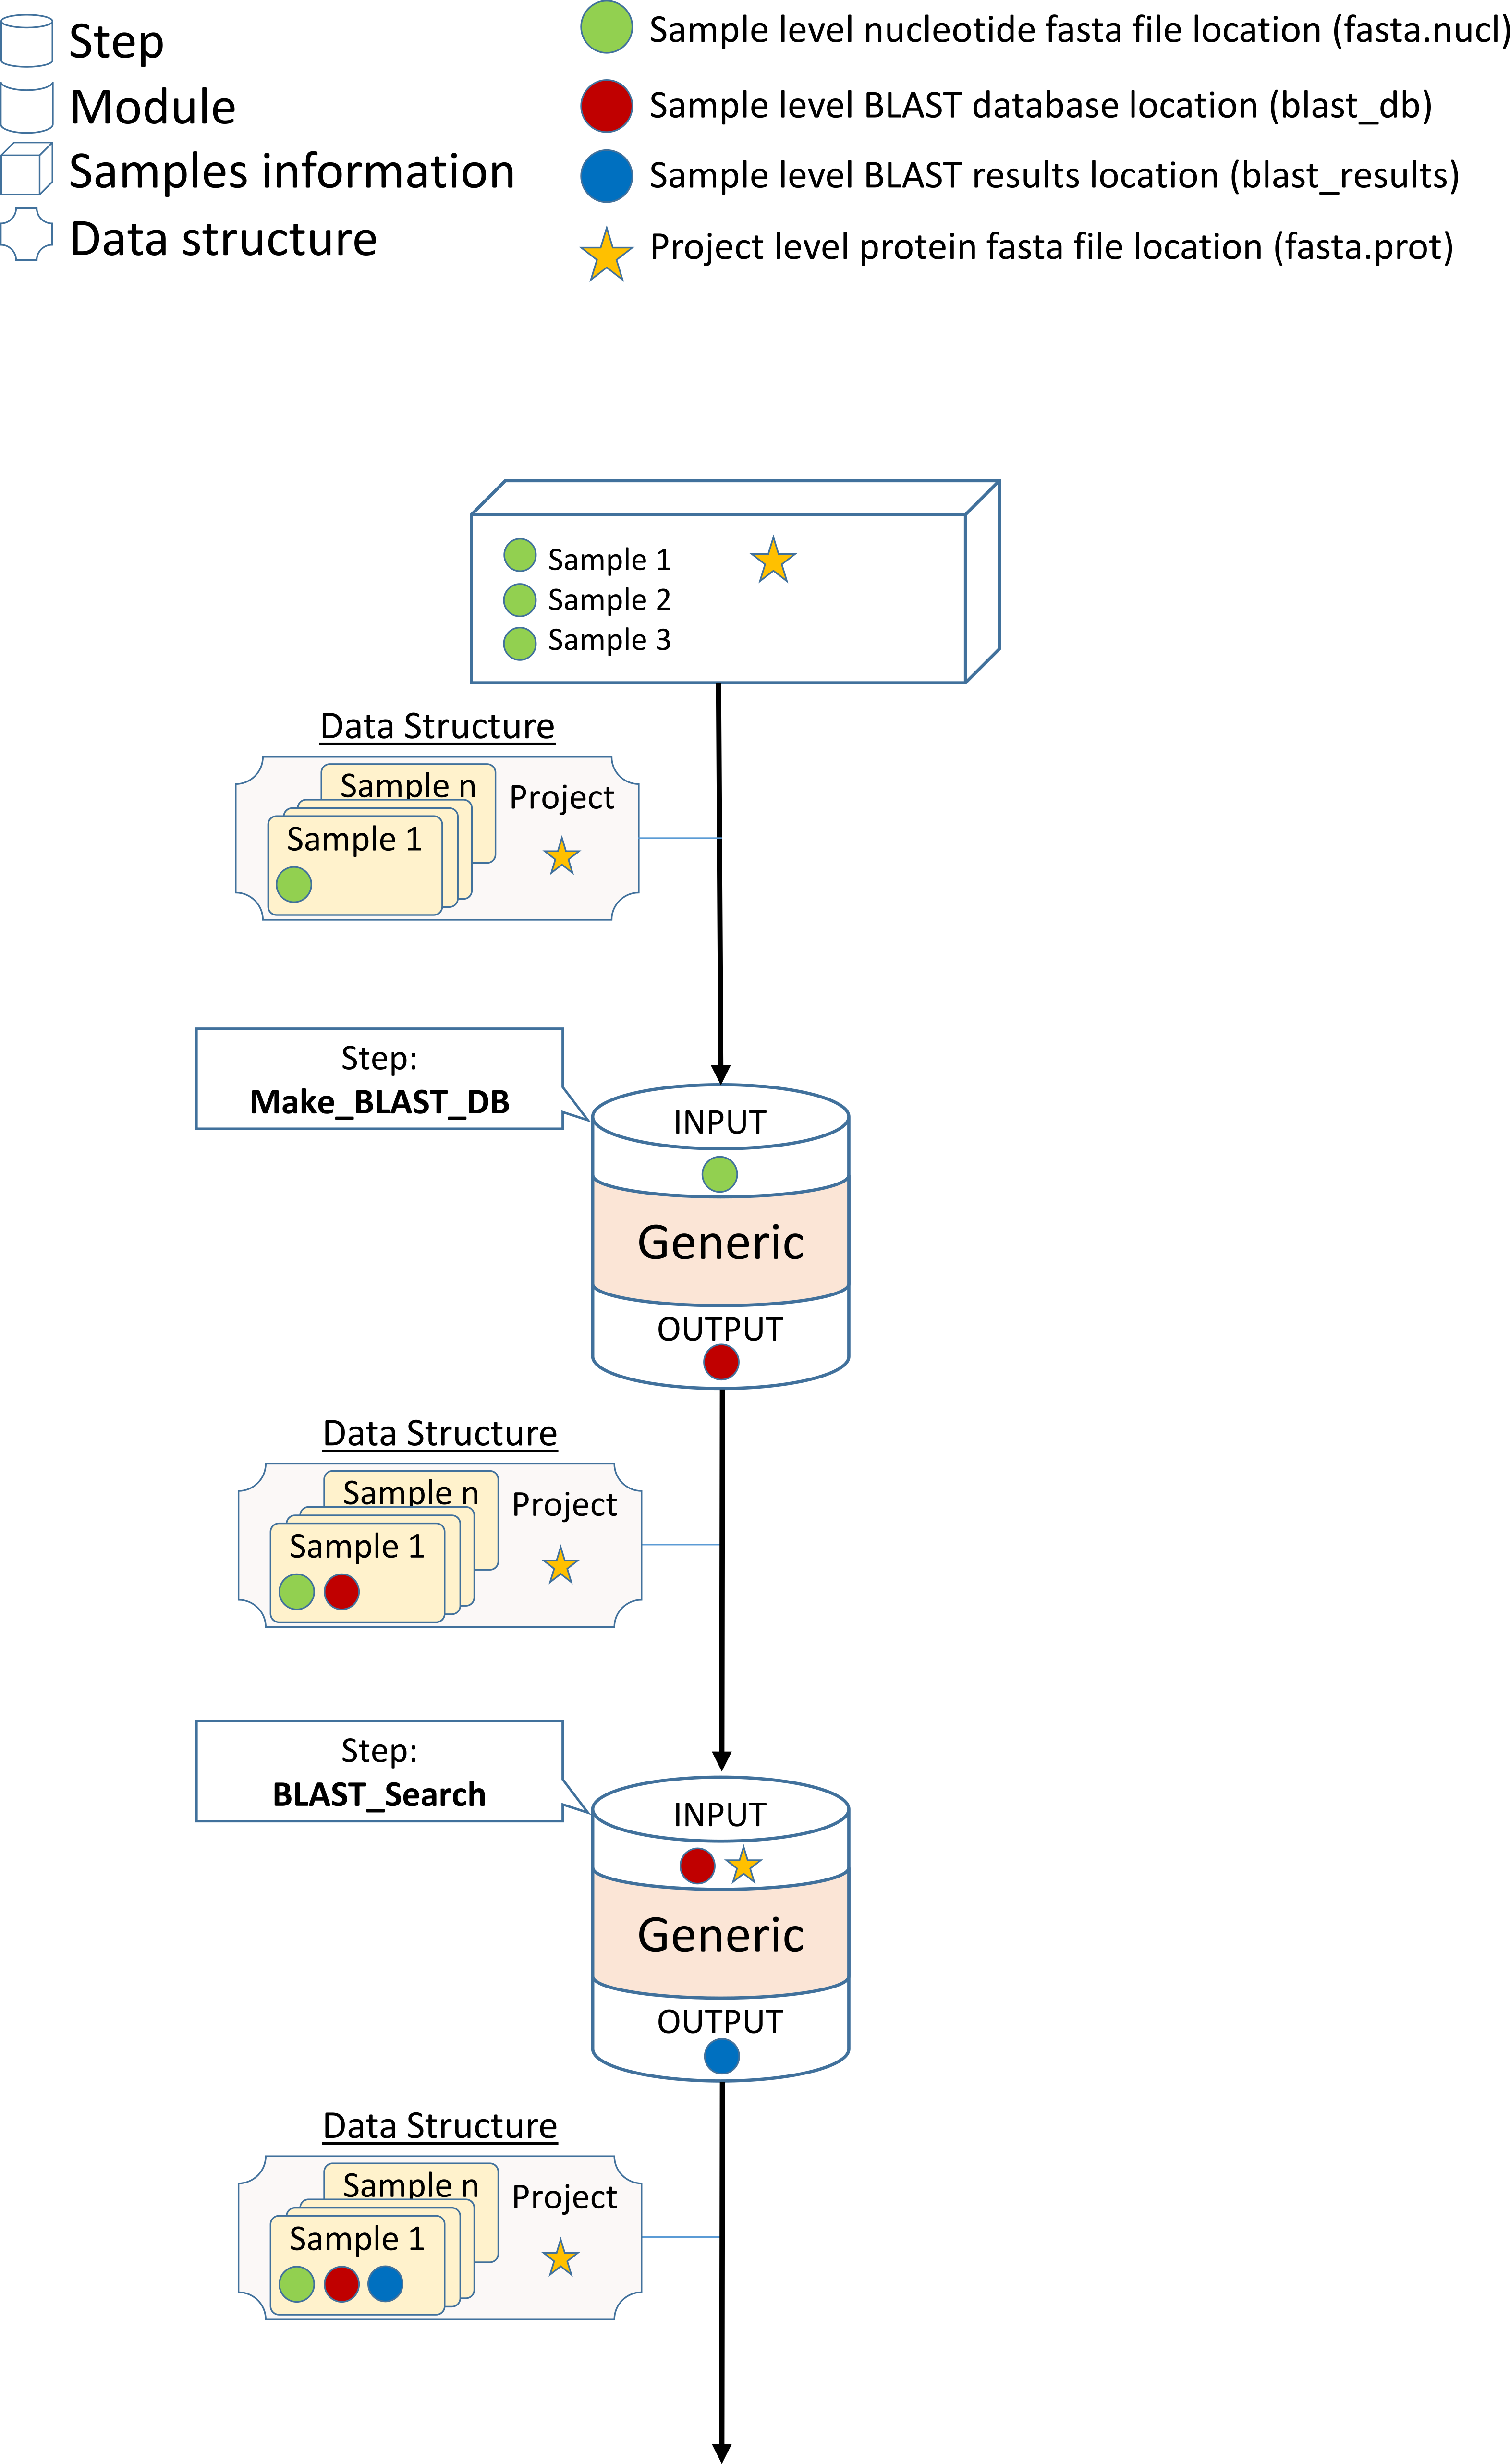 Step
Module
Samples information
Data structure
Sample level nucleotide fasta file location (fasta.nucl)
Sample level BLAST database location (blast_db)
Sample level BLAST results location (blast_results)
Project level protein fasta file location (fasta.prot)
Sample 1
Sample 2
Sample 3
Data Structure
Sample n
Project
Sample 1
Step:
Make_BLAST_DB
INPUT
Generic
OUTPUT
Data Structure
Sample n
Project
Sample 1
Step:
BLAST_Search
INPUT
Generic
OUTPUT
Data Structure
Sample n
Project
Sample 1